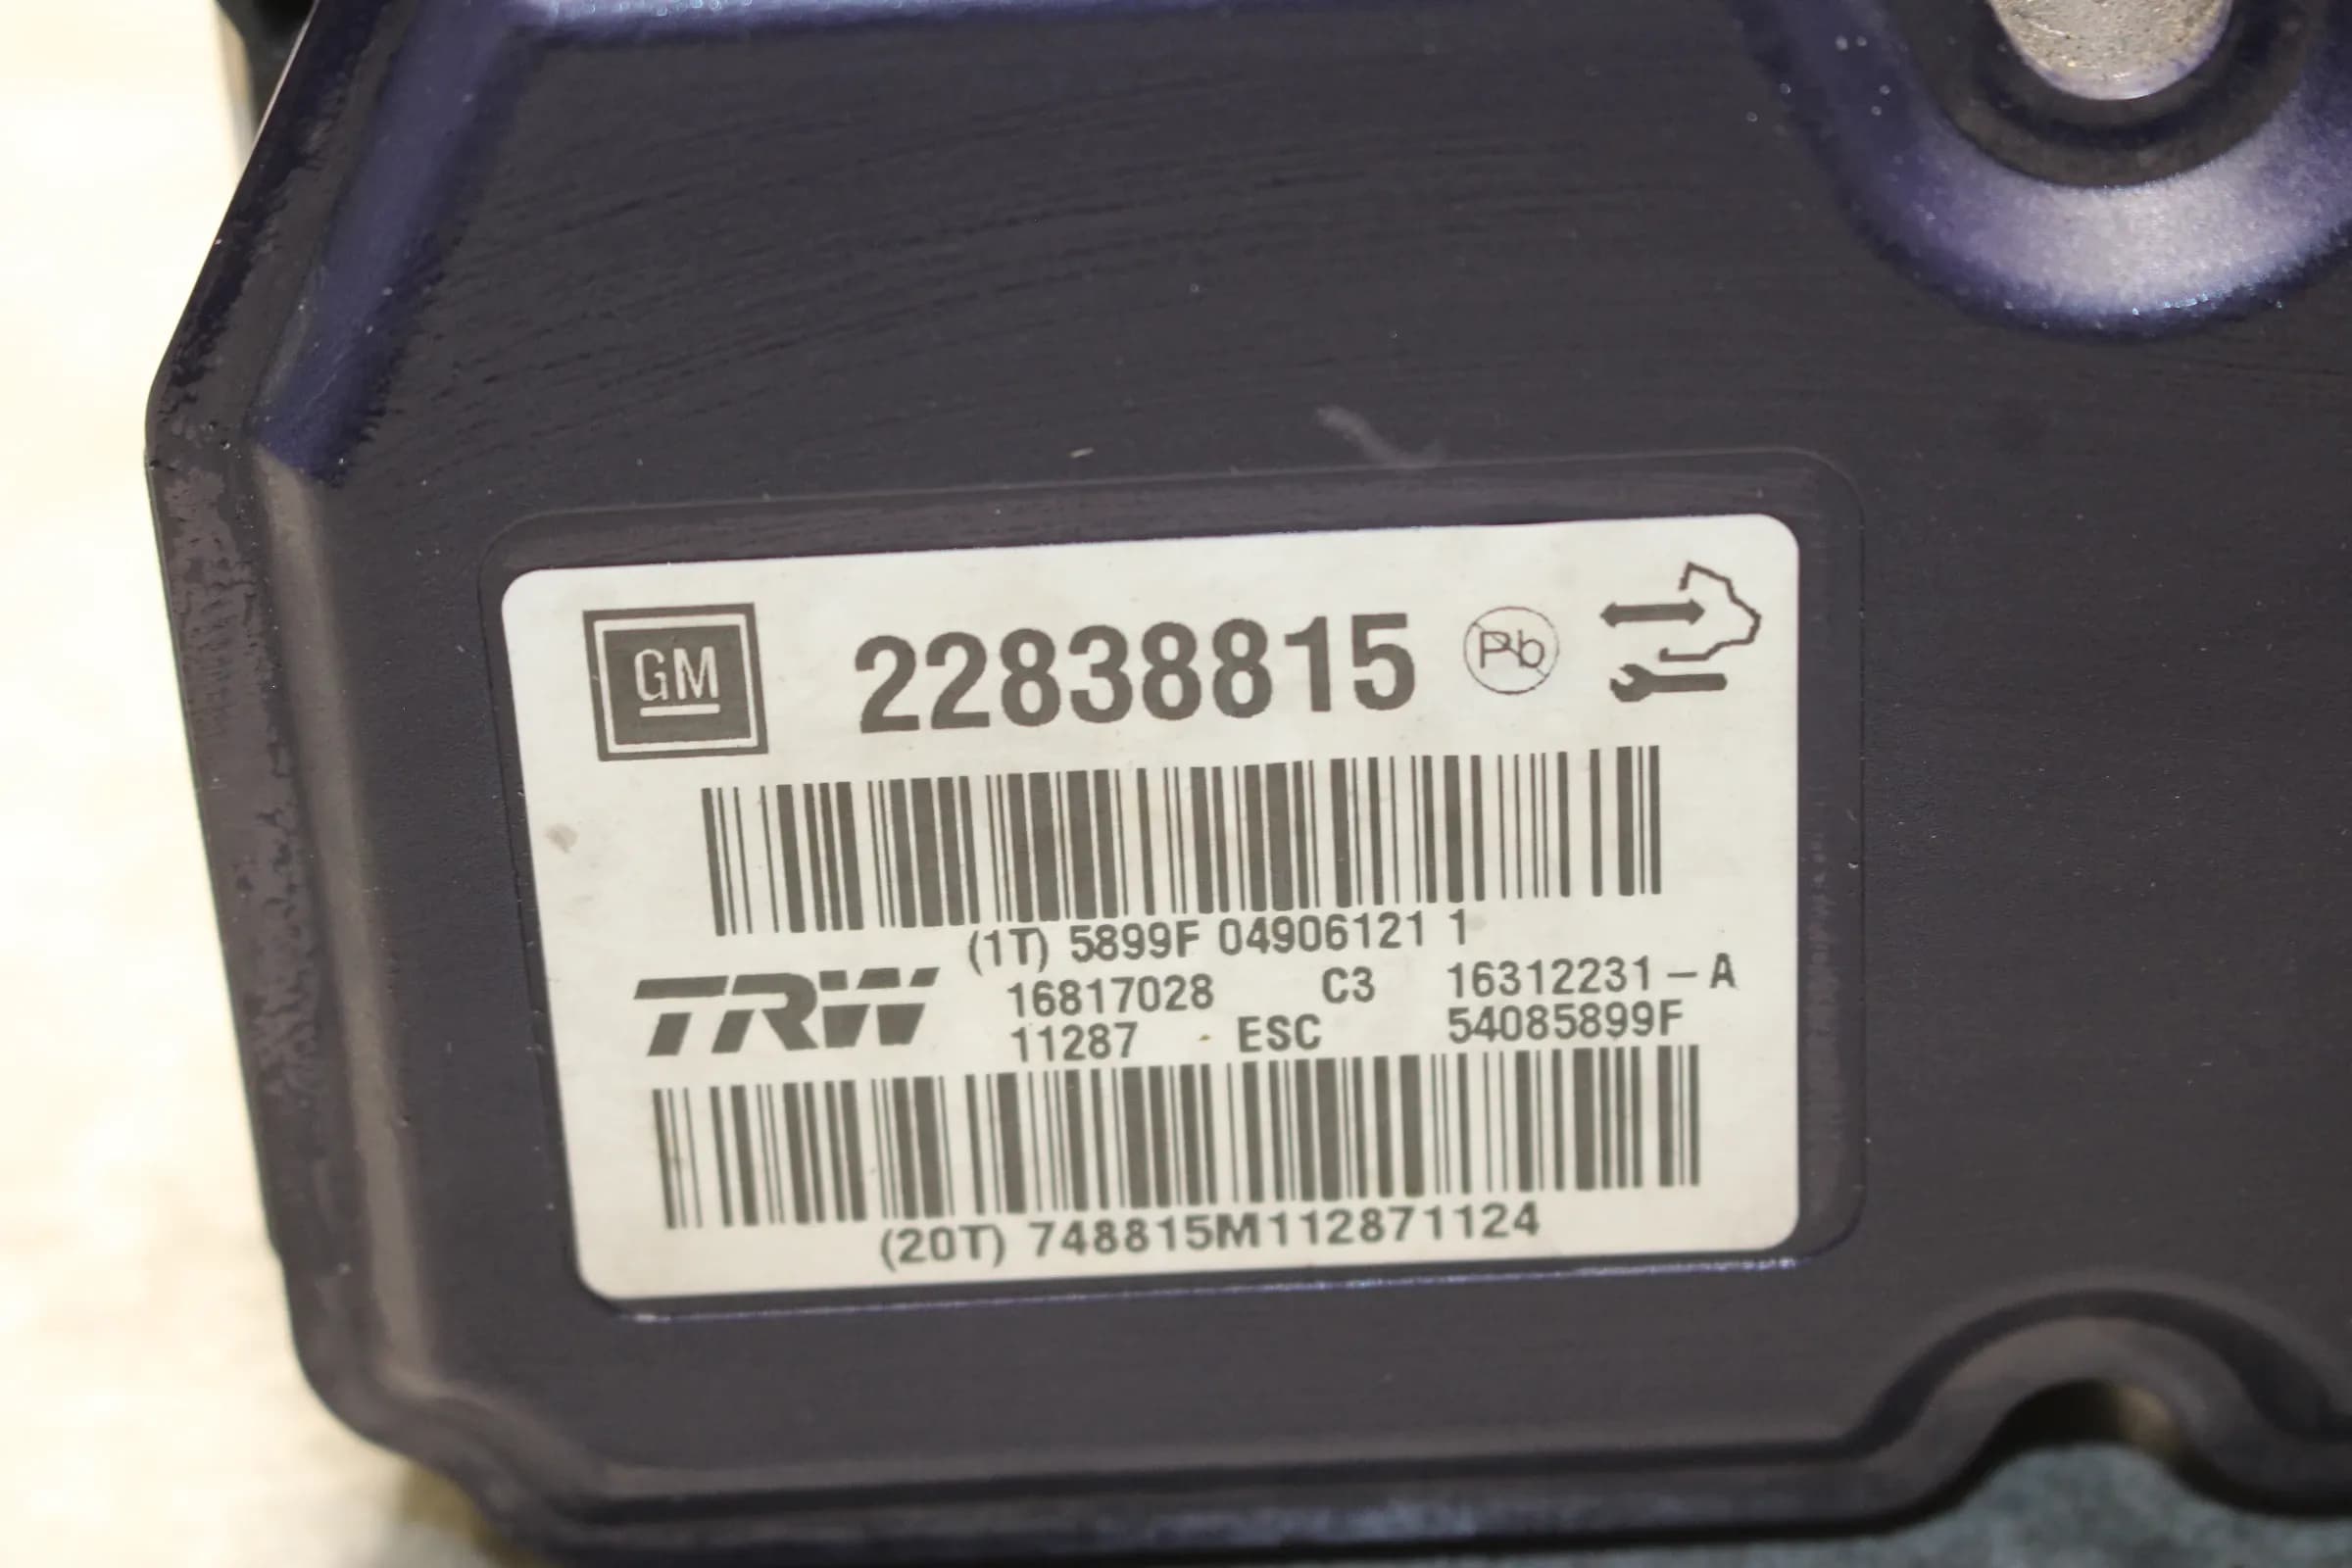 GM 22838815 Pb
(1T) 5899F 04906121 1
TRW 16817028 C3 16312231-A
11287 - ESC 54085899F
(20T) 748815M112871124